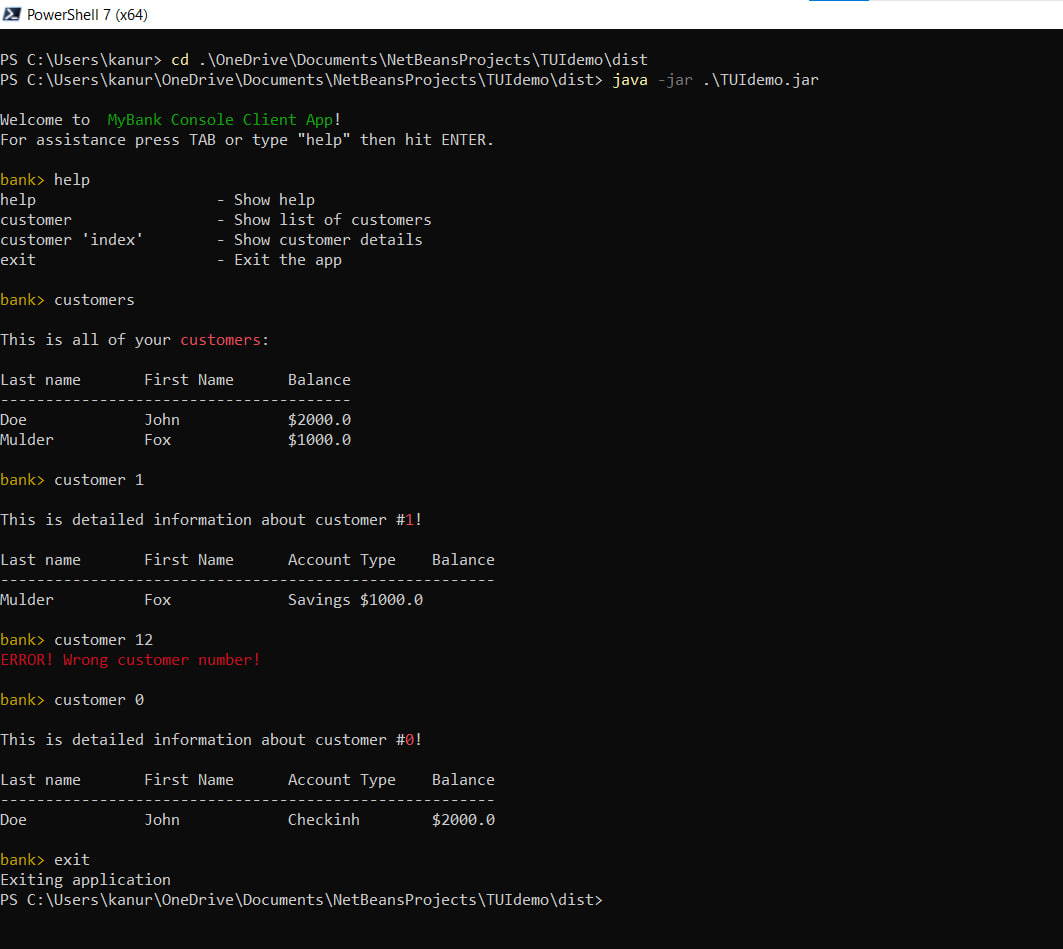 PowerShell 7 (x64)
PS C:\Users\kanur> cd .\OneDrive\Documents\NetBeansProjects\TUIdemo\dist
PS C:\Users\kanur\OneDrive\Documents\NetBeansProjects\TUIdemo\dist> java -jar .\TUIdemo.jar
Welcome to  MyBank Console Client App!
For assistance press TAB or type "help" then hit ENTER.
bank> help
help                    - Show help
customer                - Show list of customers
customer 'index'        - Show customer details
exit                    - Exit the app
bank> customers
This is all of your customers:
Last name       First Name      Balance
---------------------------------------
Doe             John            $2000.0
Mulder          Fox             $1000.0
bank> customer 1
This is detailed information about customer #1!
Last name       First Name      Account Type    Balance
-------------------------------------------------------
Mulder          Fox             Savings $1000.0
bank> customer 12
ERROR! Wrong customer number!
bank> customer 0
This is detailed information about customer #0!
Last name       First Name      Account Type    Balance
-------------------------------------------------------
Doe             John            Checkinh        $2000.0
bank> exit
Exiting application
PS C:\Users\kanur\OneDrive\Documents\NetBeansProjects\TUIdemo\dist>